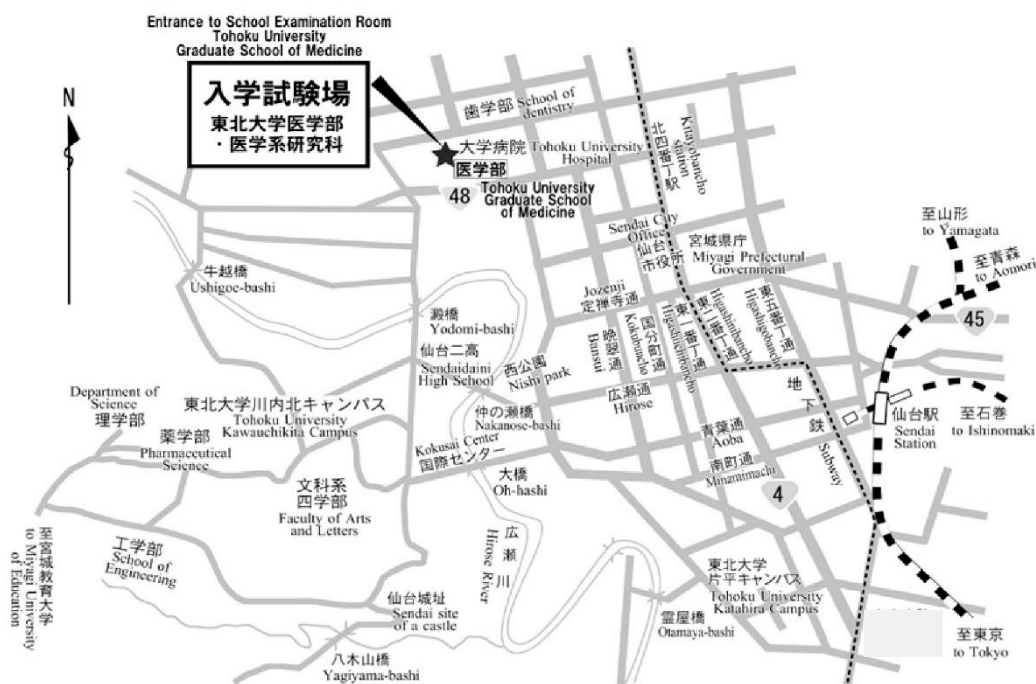 Entrance to School Examination Room
Tohoku University
Graduate School of Medicine
入学試験場
東北大学医学部
・医学系研究科
N
歯学部 School of
dentistry
大学病院 Tohoku University
Hospital
医学部
48
Tohoku University
Graduate School
of Medicine
北四番丁駅
Kitayobancho
station
Sendai City
Office
仙台
市役所
宮城県庁
Miyagi Prefectural
Government
至山形
to Yamagata
至青森
to Aomori
45
牛越橋
Ushigoe-bashi
澱橋
Yodomi-bashi
Jozenji
定禅寺通
晩翠通
Bansui
国分町通
Kokubuncho
東一番丁通
Higashiichibancho
東二番丁通
Higashinibancho
東五番丁通
Higashigobancho
仙台二高
Sendaidaini
High School
西公園
Nishi park
広瀬通
Hirose
仲の瀬橋
Nakanose-bashi
地下鉄
Subway
仙台駅
Sendai
Station
至石巻
to Ishinomaki
Department of
Science
理学部
薬学部
Pharmaceutical
Science
東北大学川内北キャンパス
Tohoku University
Kawauchikita Campus
Kokusai Center
国際センター
青葉通
Aoba
南町通
Minamimachi
4
文科系
四学部
Faculty of Arts
and Letters
大橋
Oh-hashi
広瀬川
Hirose River
至宮城教育大学
to Miyagi University
of Education
工学部
School of
Engineering
仙台城址
Sendai site
of a castle
八木山橋
Yagiyama-bashi
霊屋橋
Otamaya-bashi
東北大学
片平キャンパス
Tohoku University
Katahira Campus
至東京
to Tokyo